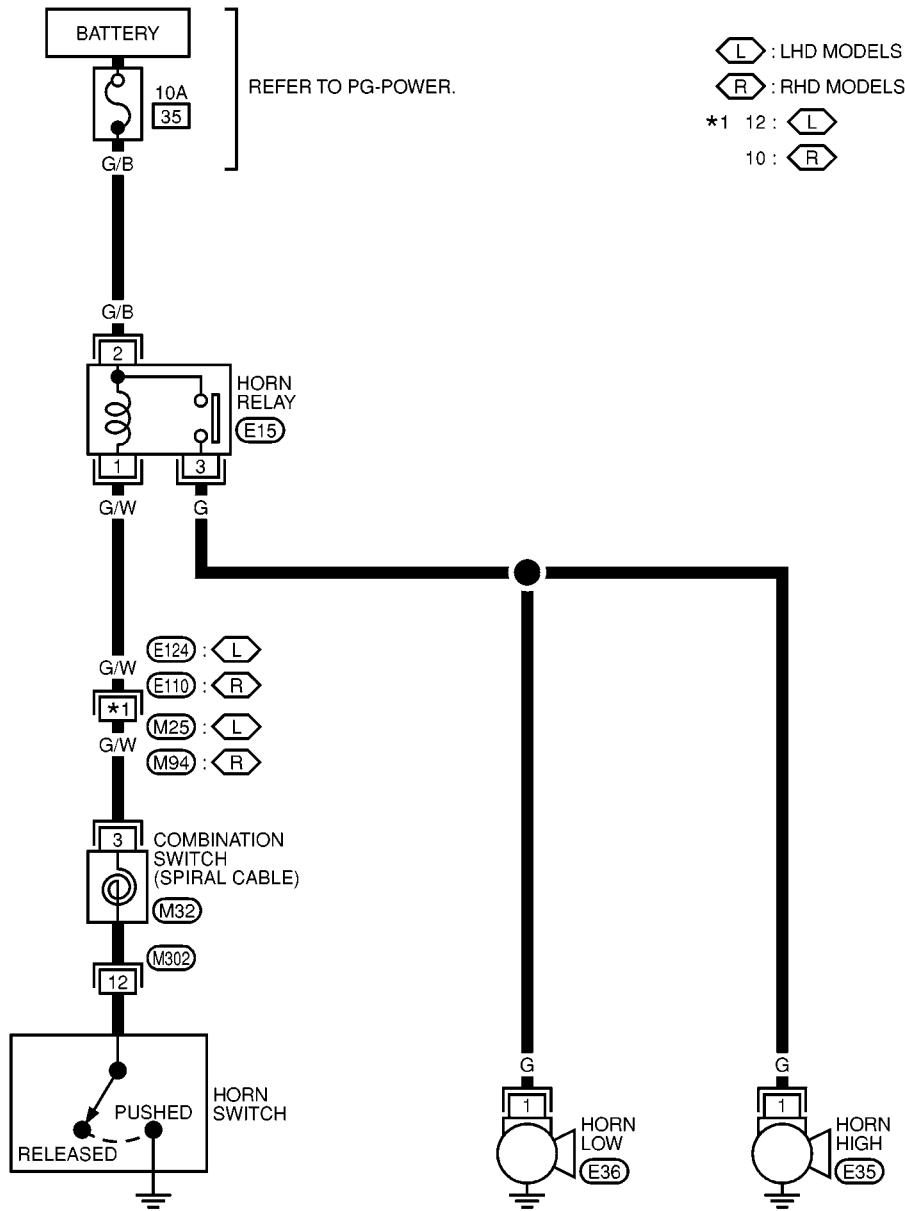 BATTERY
10A
35
REFER TO PG-POWER.
L : LHD MODELS
R : RHD MODELS
*1 12 : L
10 : R
G/B
G/B
2
HORN
RELAY
E15
1
3
G/W
G
G/W
E124 : L
E110 : R
*1
M25 : L
G/W
M94 : R
3
COMBINATION
SWITCH
(SPIRAL CABLE)
M32
M302
12
HORN
SWITCH
PUSHED
RELEASED
G
1
HORN
LOW
E36
G
1
HORN
HIGH
E35